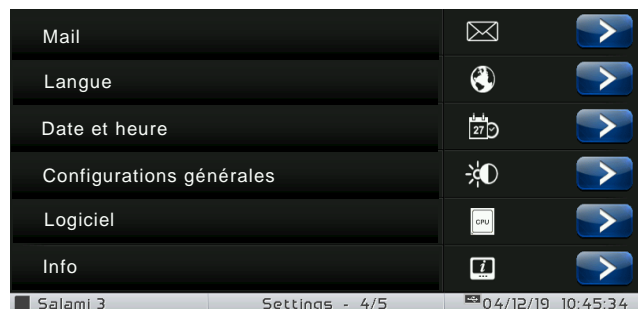 Mail
Langue
Date et heure
27
Configurations générales
Logiciel
CPU
Info
i
Salami 3 Settings - 4/5 04/12/19 10:45:34